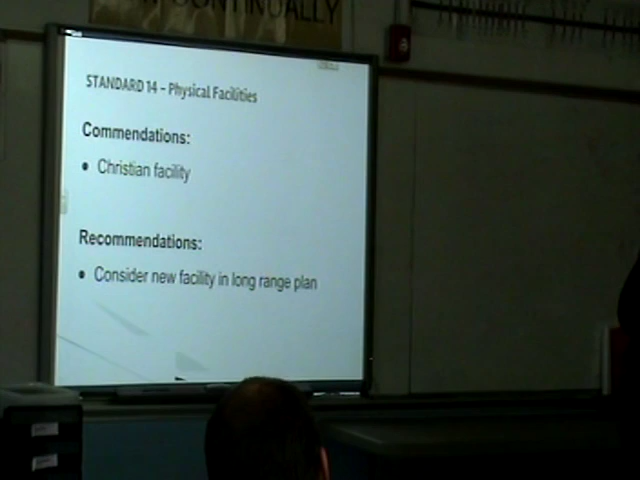 CONTINUALLY
STANDARD 14 – Physical Facilities
Commendations:
• Christian facility
Recommendations:
• Consider new facility in long range plan